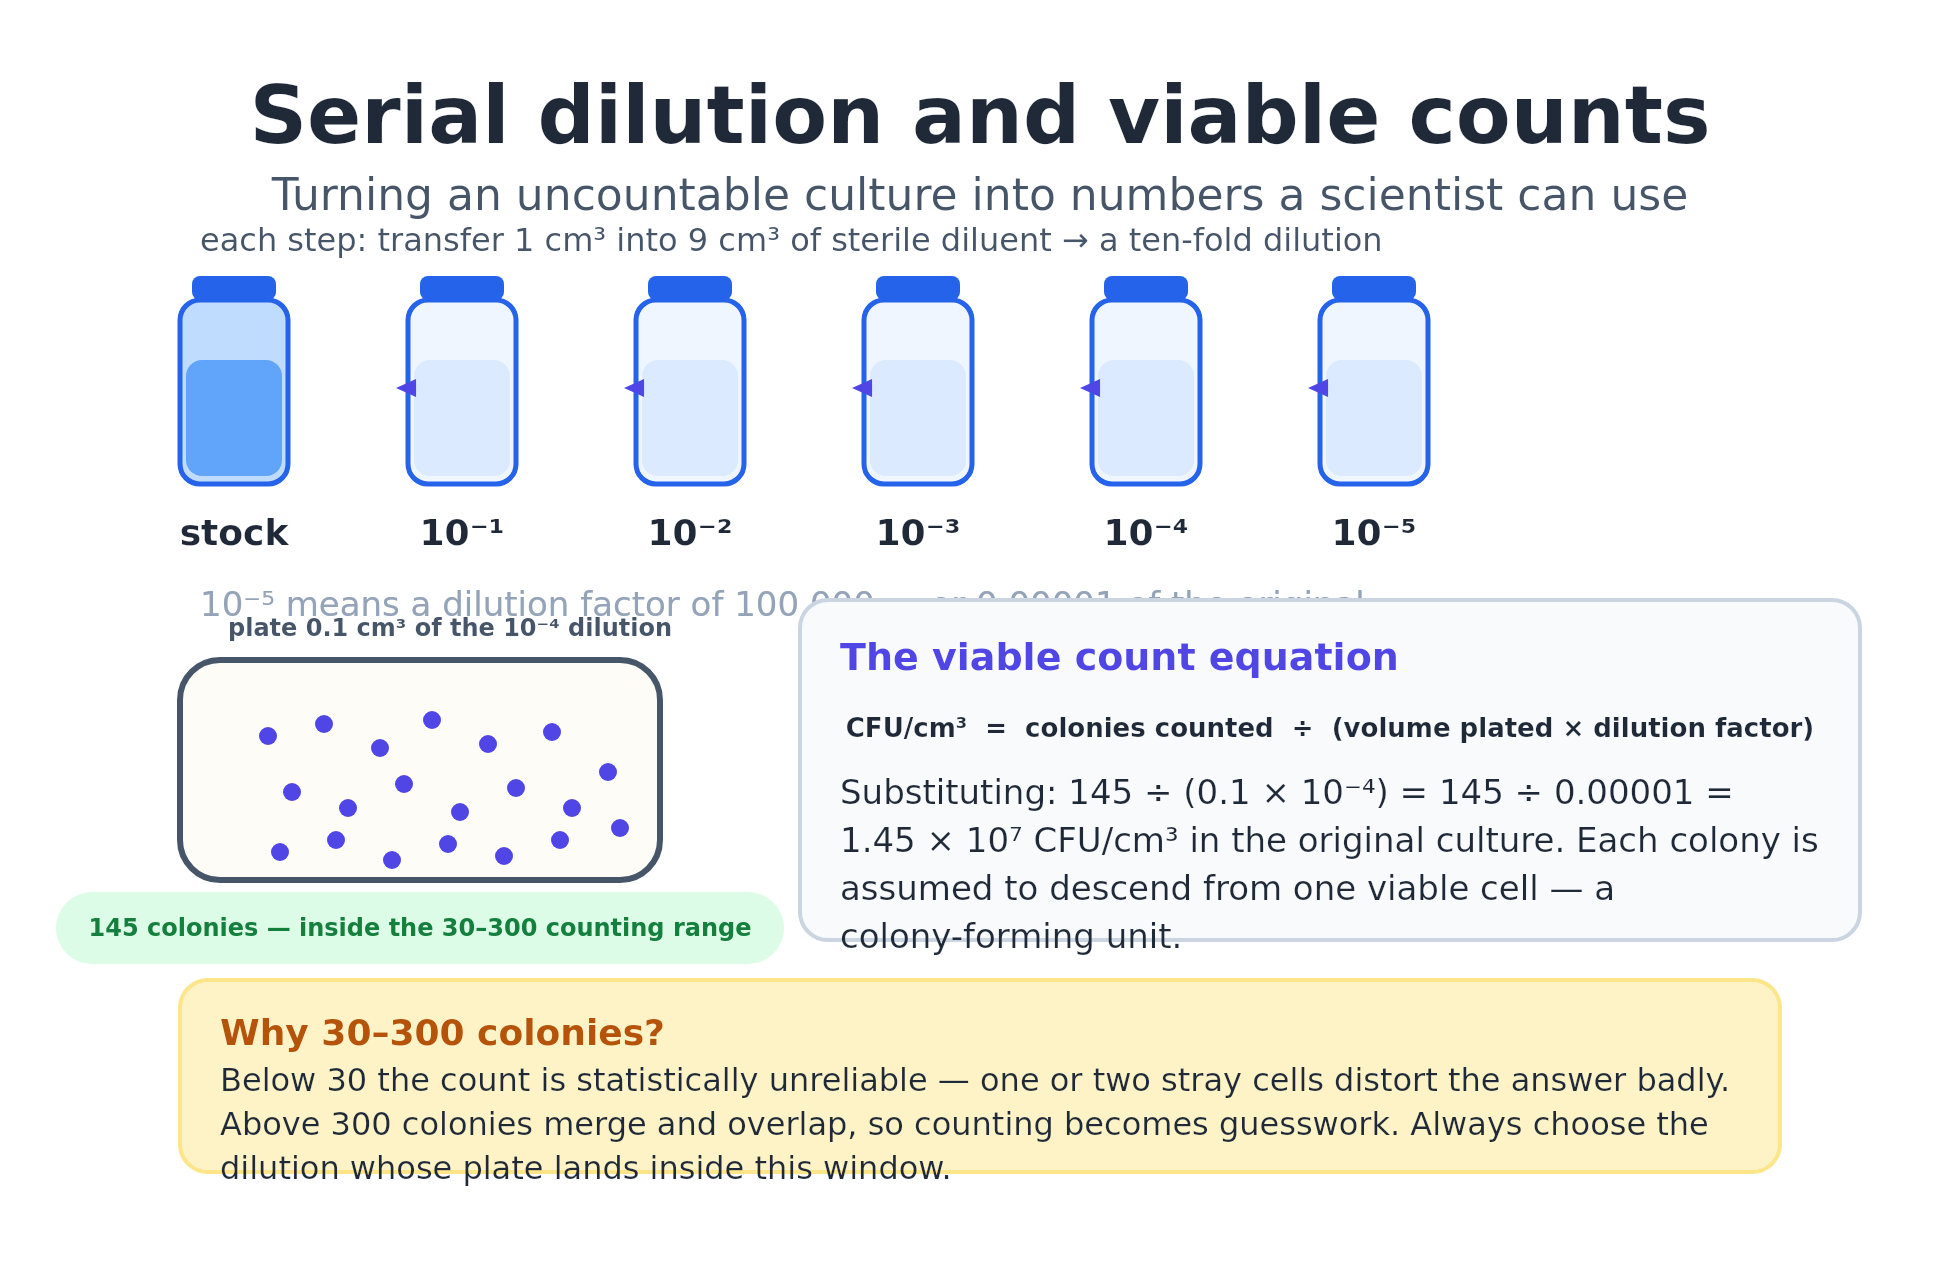 Serial dilution and viable counts
Turning an uncountable culture into numbers a scientist can use
each step: transfer 1 cm³ into 9 cm³ of sterile diluent → a ten-fold dilution
stock
10⁻¹
10⁻²
10⁻³
10⁻⁴
10⁻⁵
10⁻⁵ means a dilution factor of 100 000 — or 0.00001 of the original
plate 0.1 cm³ of the 10⁻⁴ dilution
145 colonies — inside the 30–300 counting range
The viable count equation
CFU/cm³ = colonies counted ÷ (volume plated × dilution factor)
Substituting: 145 ÷ (0.1 × 10⁻⁴) = 145 ÷ 0.00001 =
1.45 × 10⁷ CFU/cm³ in the original culture. Each colony is
assumed to descend from one viable cell — a
colony-forming unit.
Why 30–300 colonies?
Below 30 the count is statistically unreliable — one or two stray cells distort the answer badly.
Above 300 colonies merge and overlap, so counting becomes guesswork. Always choose the
dilution whose plate lands inside this window.